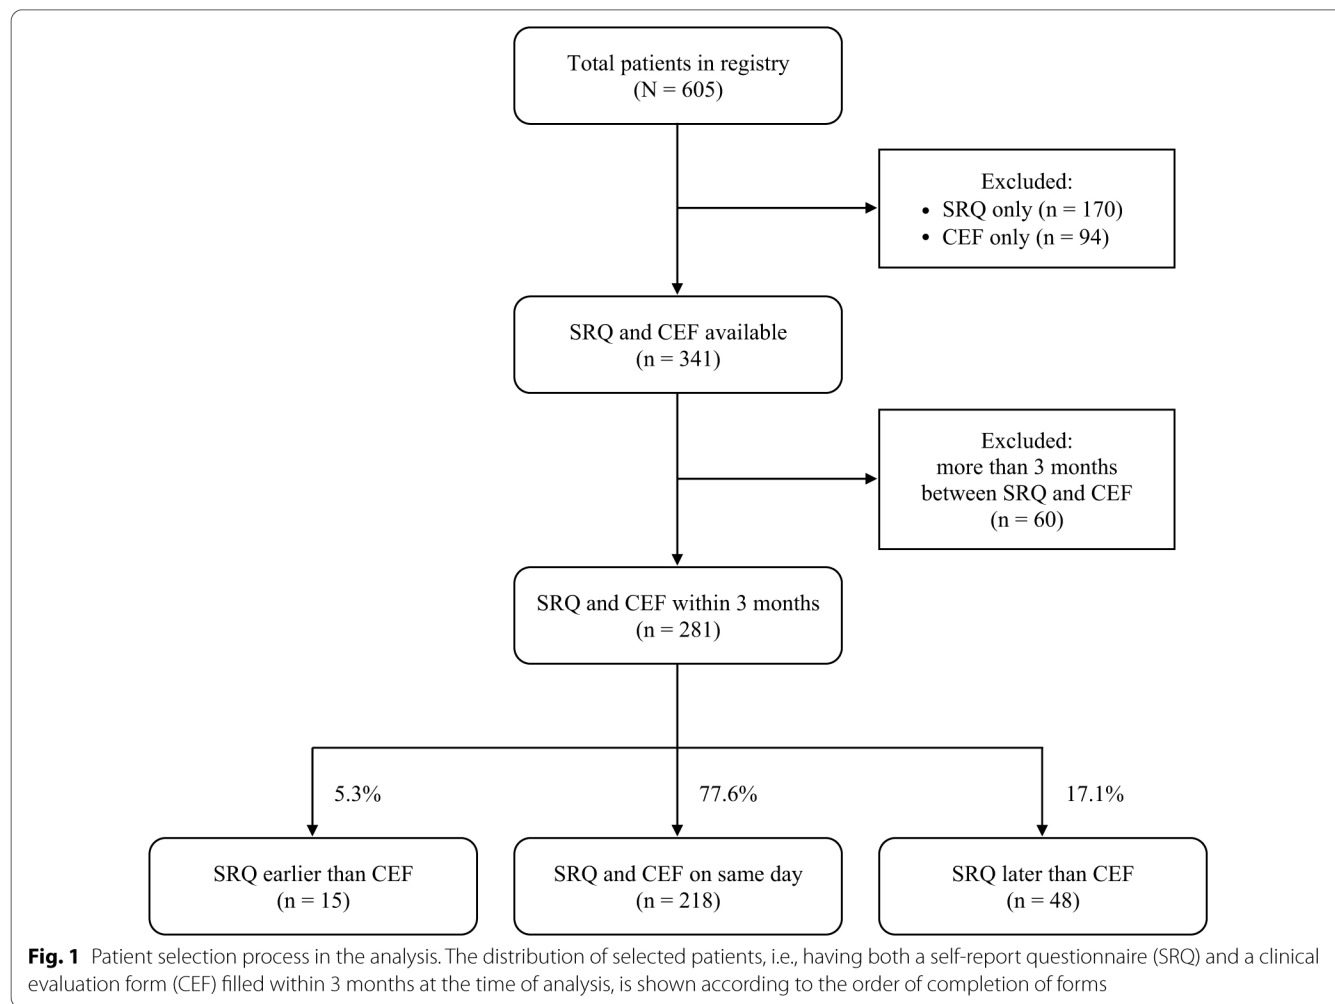 Total patients in registry
(N = 605)
Excluded:
• SRQ only (n = 170)
• CEF only (n = 94)
SRQ and CEF available
(n = 341)
Excluded:
more than 3 months
between SRQ and CEF
(n = 60)
SRQ and CEF within 3 months
(n = 281)
5.3%
77.6%
17.1%
SRQ earlier than CEF
(n = 15)
SRQ and CEF on same day
(n = 218)
SRQ later than CEF
(n = 48)
Fig. 1 Patient selection process in the analysis. The distribution of selected patients, i.e., having both a self-report questionnaire (SRQ) and a clinical
evaluation form (CEF) filled within 3 months at the time of analysis, is shown according to the order of completion of forms